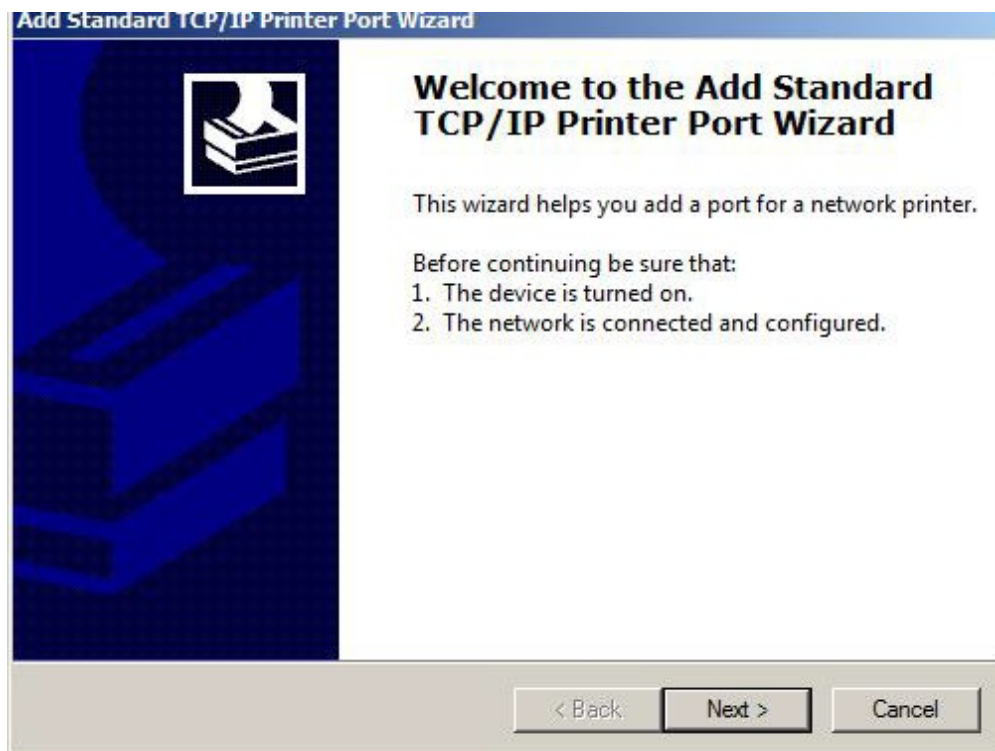 Add Standard TCP/IP Printer Port Wizard
Welcome to the Add Standard
TCP/IP Printer Port Wizard
This wizard helps you add a port for a network printer.
Before continuing be sure that:
1. The device is turned on.
2. The network is connected and configured.
< Back Next > Cancel